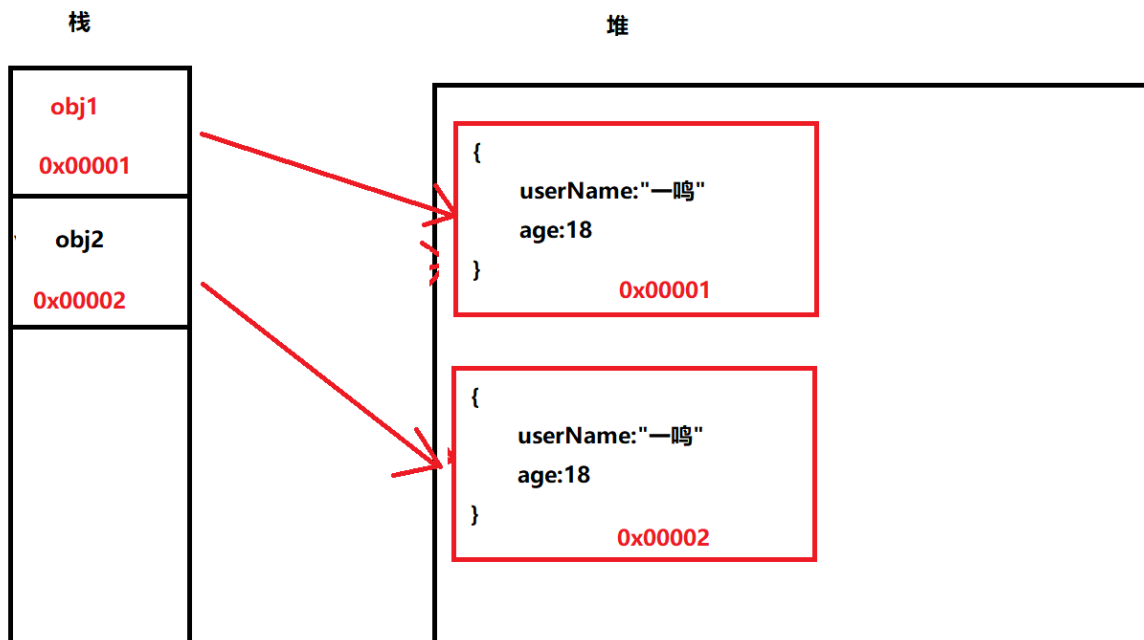 栈
堆
obj1
0x00001
obj2
0x00002
{
userName:"一鸣"
age:18
}
0x00001
{
userName:"一鸣"
age:18
}
0x00002